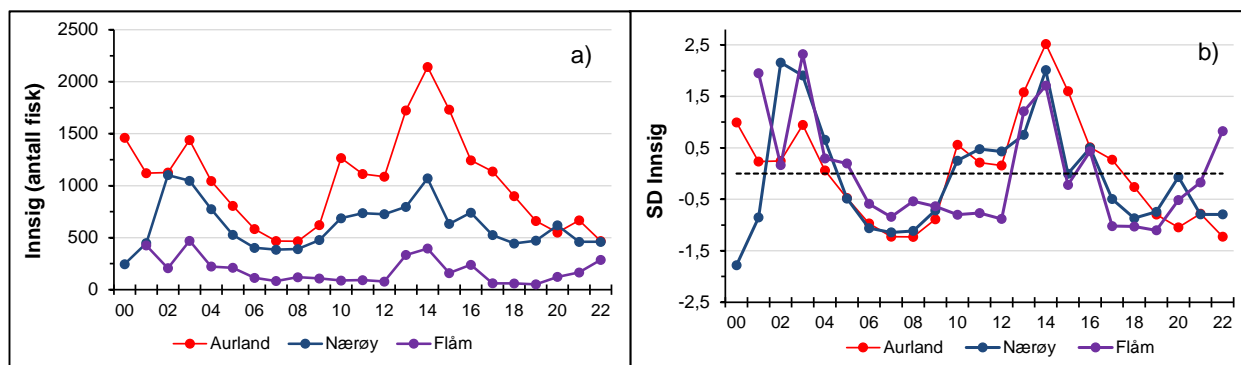 a)
Innsig (antall fisk)
2500
2000
1500
1000
500
0
00 02 04 06 08 10 12 14 16 18 20 22
Aurland Nærøy Flåm
b)
SD Innsig
2,5
1,5
0,5
-0,5
-1,5
-2,5
00 02 04 06 08 10 12 14 16 18 20 22
Aurland Nærøy Flåm